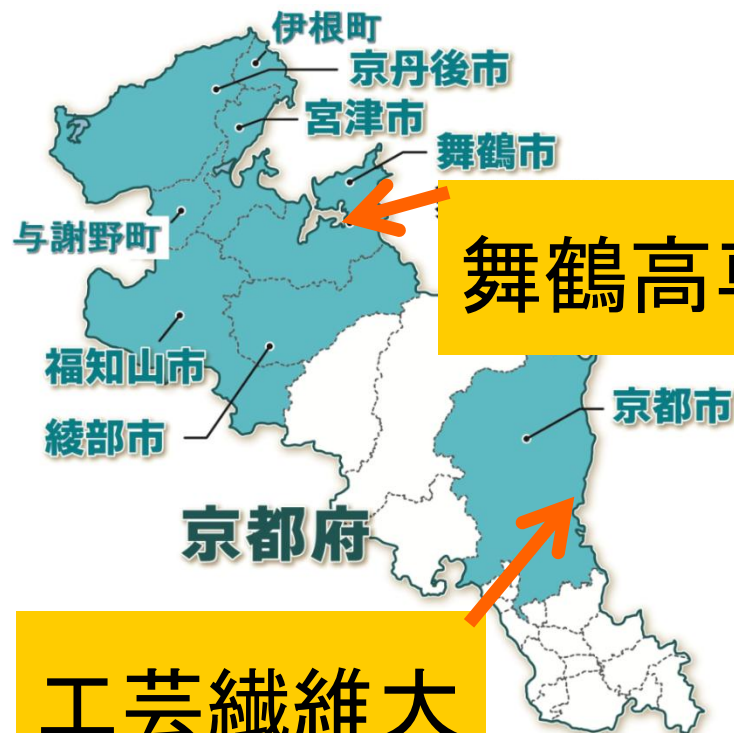 伊根町
京丹後市
宮津市
舞鶴市
与謝野町
舞鶴高専
福知山市
京都市
綾部市
京都府
工芸繊維大